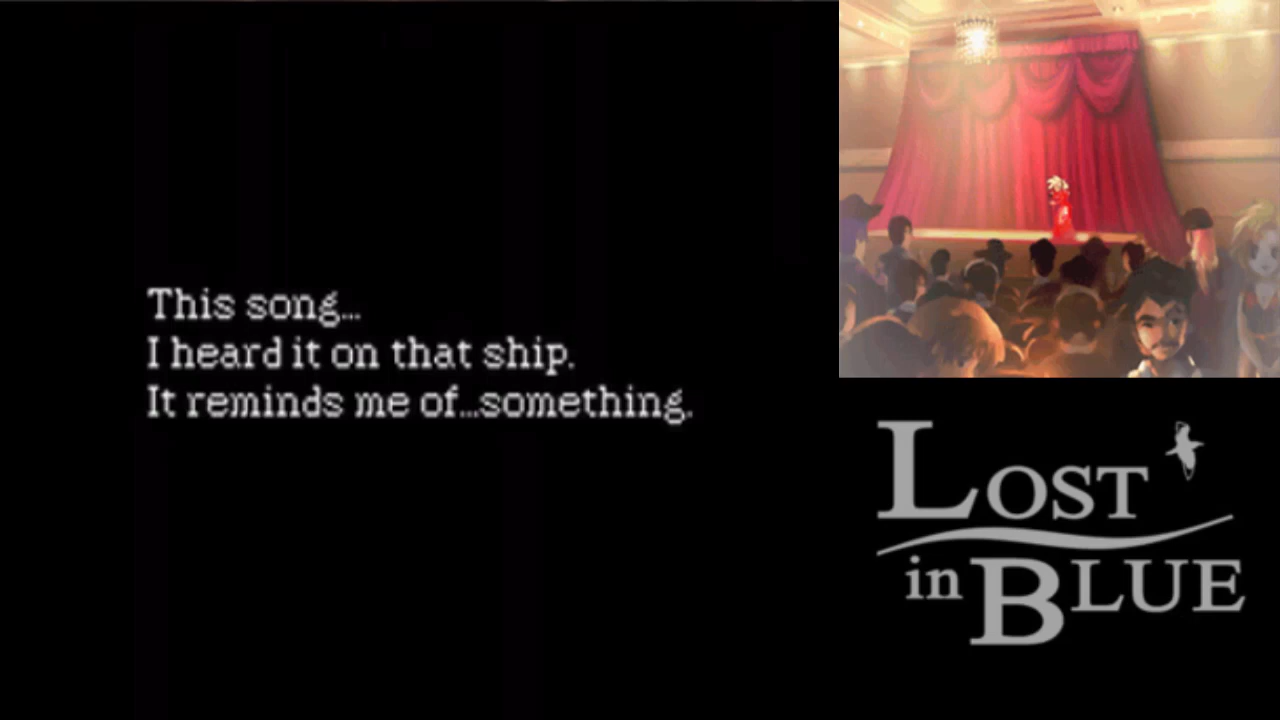 This song...
I heard it on that ship.
It reminds me of...something.
LOST
in BLUE